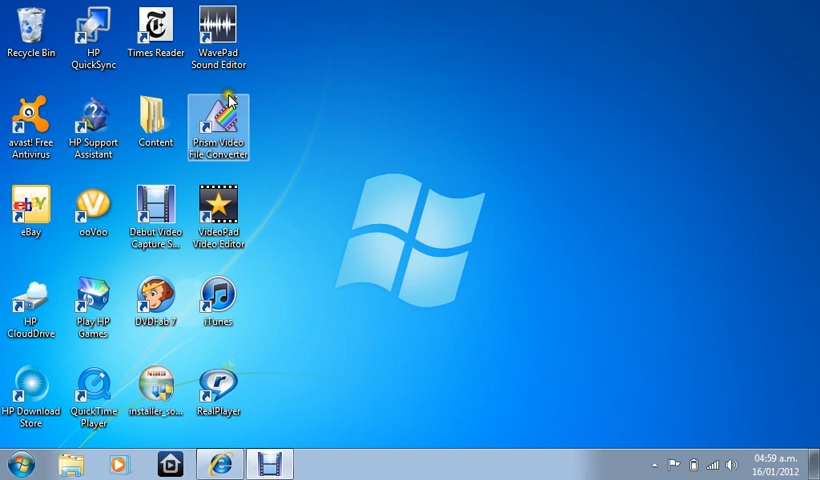 Recycle Bin
HP
QuickSync
Times Reader
WavePad
Sound Editor
avast! Free
Antivirus
HP Support
Assistant
Content
Prism Video
File Converter
eBay
ooVoo
Debut Video
Capture S...
VideoPad
Video Editor
HP
CloudDrive
Play HP
Games
DVDFab 7
iTunes
HP Download
Store
QuickTime
Player
installer_so...
RealPlayer
04:59 a.m.
16/01/2012